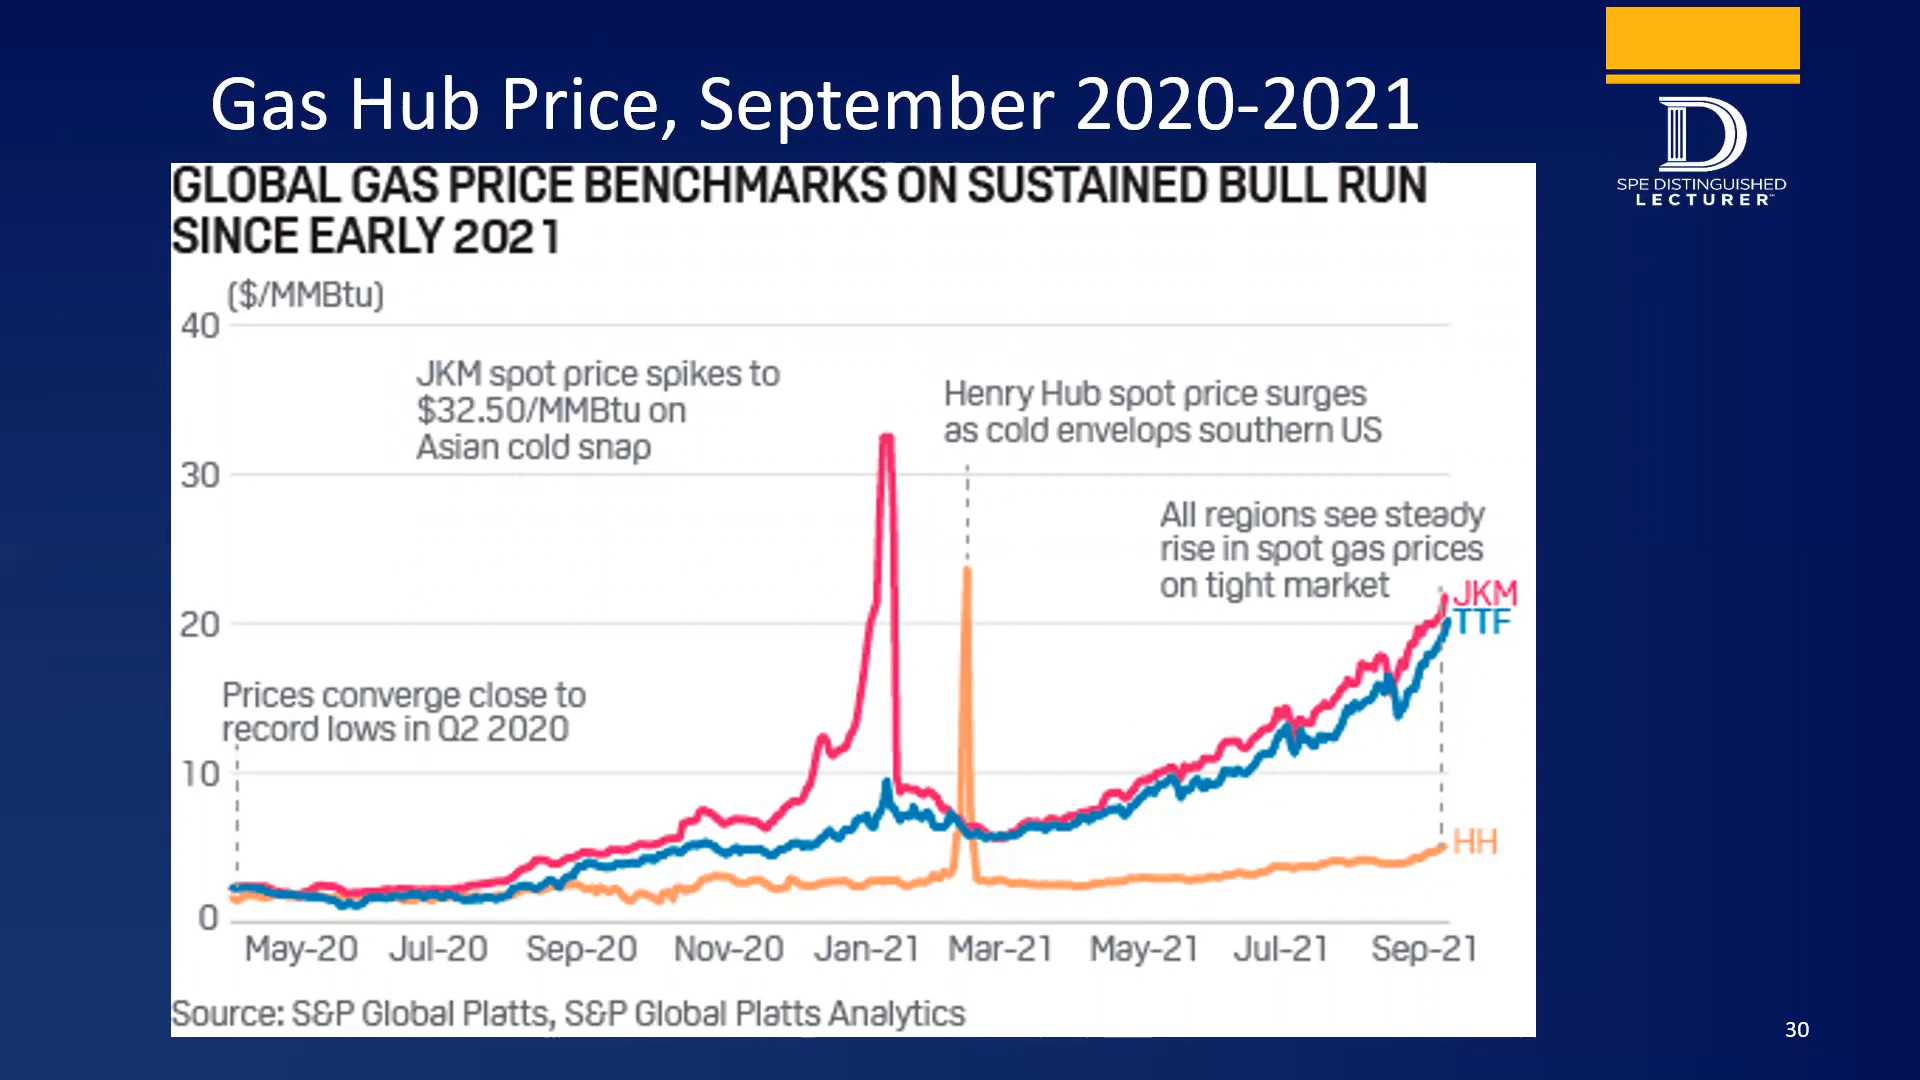 Gas Hub Price, September 2020-2021
SPE DISTINGUISHED
LECTURER™
GLOBAL GAS PRICE BENCHMARKS ON SUSTAINED BULL RUN
SINCE EARLY 2021
($/MMBtu)
40
JKM spot price spikes to
$32.50/MMBtu on
Asian cold snap
Henry Hub spot price surges
as cold envelops southern US
30
All regions see steady
rise in spot gas prices
on tight market
JKM
TTF
20
Prices converge close to
record lows in Q2 2020
10
HH
0
May-20 Jul-20 Sep-20 Nov-20 Jan-21 Mar-21 May-21 Jul-21 Sep-21
Source: S&P Global Platts, S&P Global Platts Analytics
30